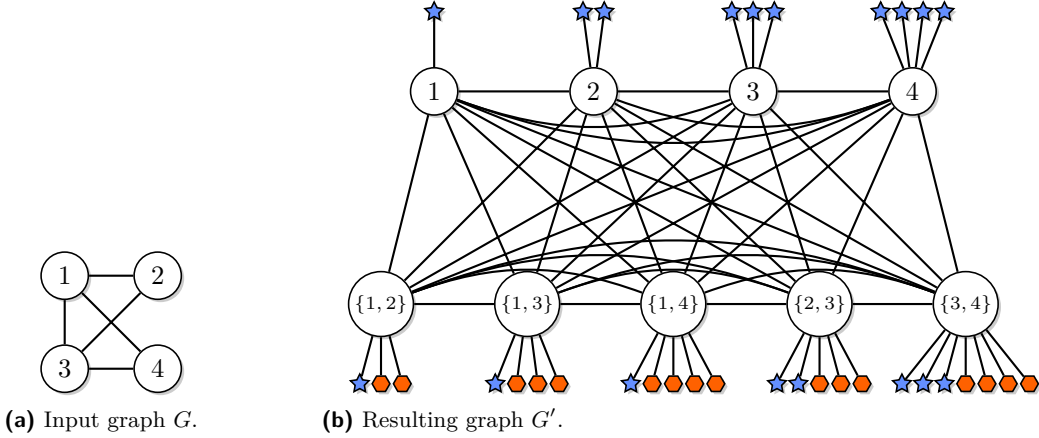 1 2 3 4
1 2
3 4
{1, 2} {1, 3} {1, 4} {2, 3} {3, 4}
(a) Input graph G.
(b) Resulting graph G′.